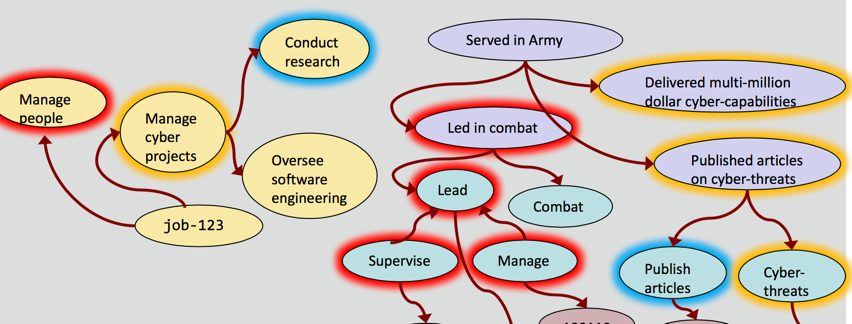 Conduct
research
Served in Army
Manage
people
Manage
cyber
projects
Delivered multi-million
dollar cyber-capabilities
Led in combat
Oversee
software
engineering
Published articles
on cyber-threats
Lead
Combat
job-123
Supervise
Manage
Publish
articles
Cyber-
threats